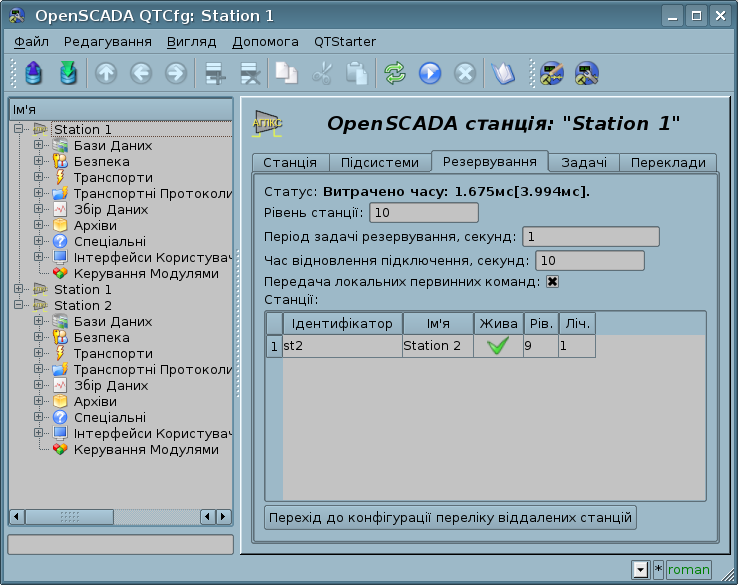 OpenSCADA QTCfg: Station 1
Файл Редагування Вигляд Допомога QTStarter
Ім'я
Station 1
Бази Даних
Безпека
Транспорти
Транспортні Протоколи
Збір Даних
Архіви
Спеціальні
Інтерфейси Користувач
Керування Модулями
Station 1
Station 2
Бази Даних
Безпека
Транспорти
Транспортні Протоколи
Збір Даних
Архіви
Спеціальні
Інтерфейси Користувач
Керування Модулями
АПІКС
OpenSCADA станція: "Station 1"
Станція Підсистеми Резервування Задачі Переклади
Статус: Витрачено часу: 1.675мс[3.994мс].
Рівень станції: 10
Період задачі резервування, секунд: 1
Час відновлення підключення, секунд: 10
Передача локальних первинних команд:
Станції:
Ідентифікатор Ім'я Жива Рів. Ліч.
1 st2 Station 2 9 1
Перехід до конфігурації переліку віддалених станцій
* roman